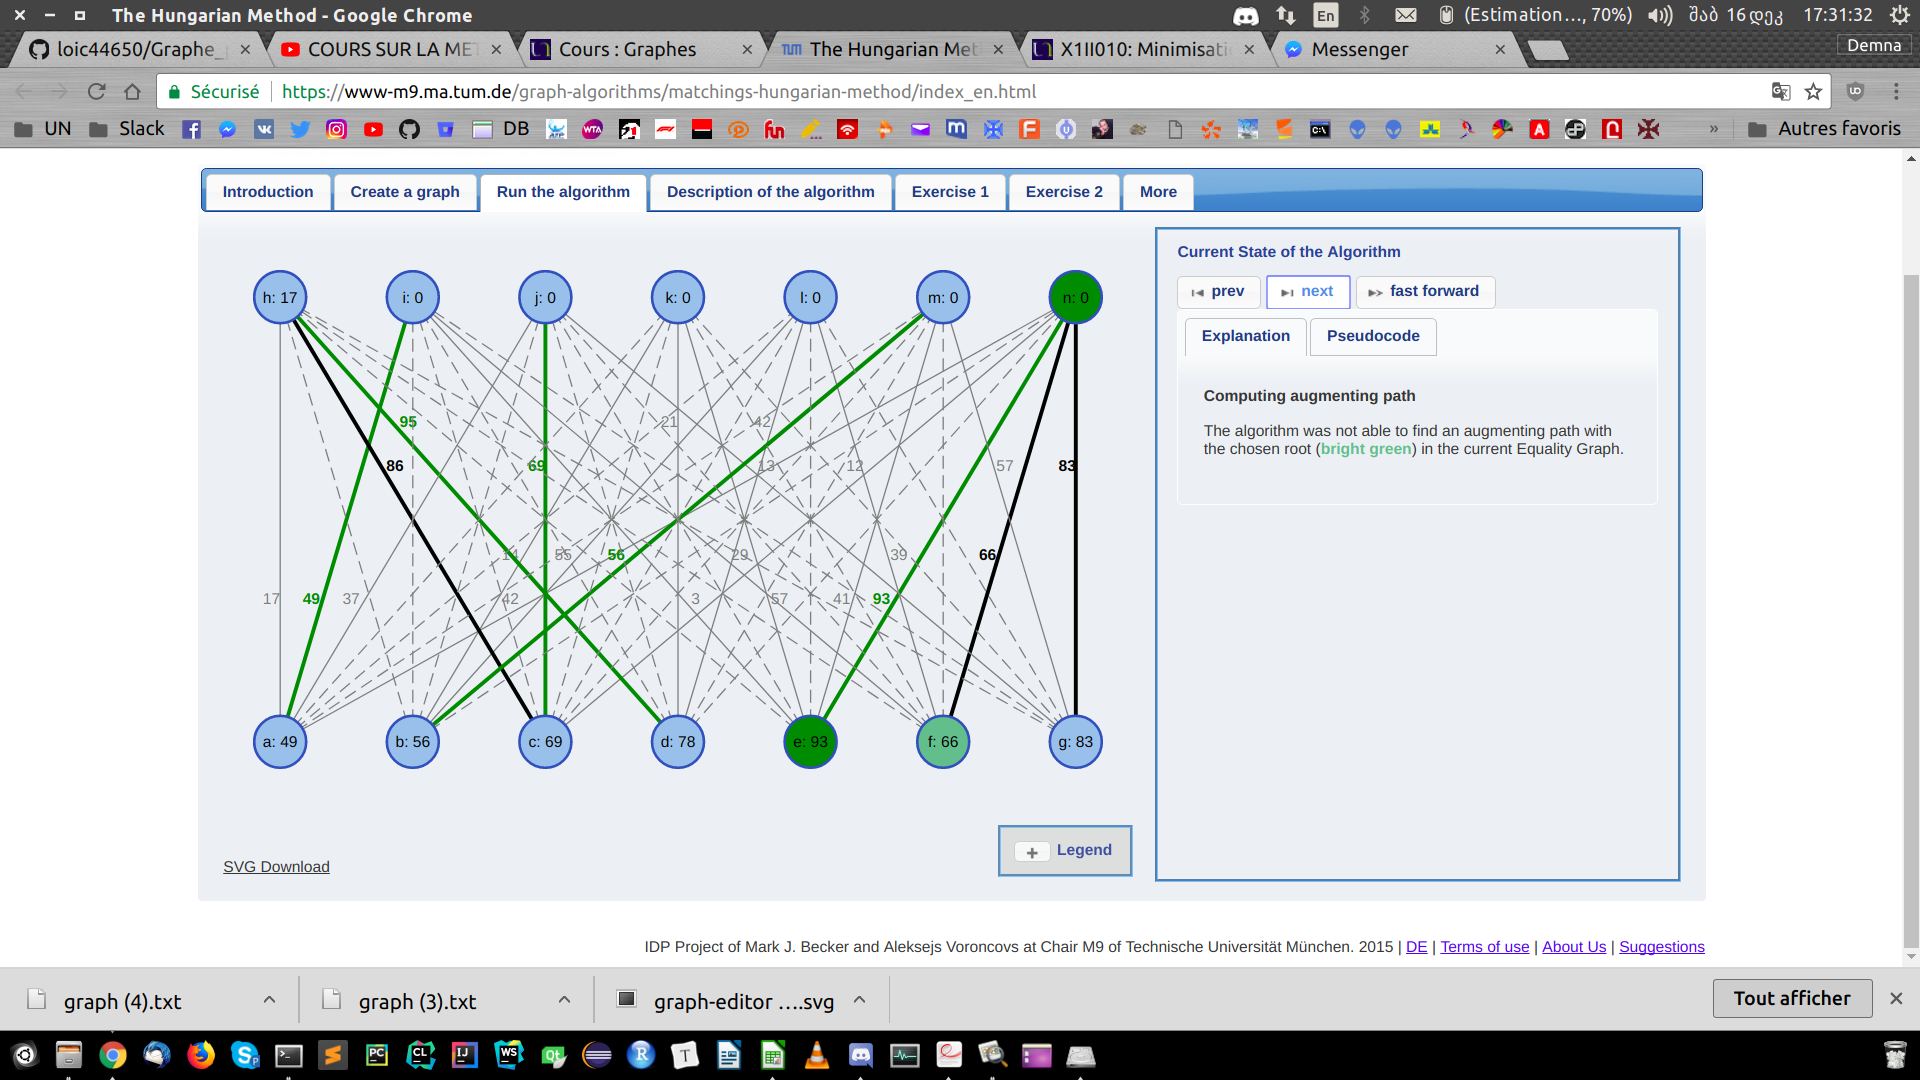 The Hungarian Method - Google Chrome
En
(Estimation..., 70%)
შაბ 16 დეკ 17:31:32
loic44650/Graphe_
COURS SUR LA MET
Cours : Graphes
TUM The Hungarian Met
X1II010: Minimisati
Messenger
Demna
Sécurisé
https://www-m9.ma.tum.de/graph-algorithms/matchings-hungarian-method/index_en.html
UN
Slack
DB
»
Autres favoris
Introduction
Create a graph
Run the algorithm
Description of the algorithm
Exercise 1
Exercise 2
More
h: 17
i: 0
j: 0
k: 0
l: 0
m: 0
n: 0
95
21
42
86
69
13
12
57
83
14
55
56
29
39
66
17
49
37
42
3
57
41
93
a: 49
b: 56
c: 69
d: 78
e: 93
f: 66
g: 83
SVG Download
Legend
Current State of the Algorithm
prev
next
fast forward
Explanation
Pseudocode
Computing augmenting path
The algorithm was not able to find an augmenting path with
the chosen root (bright green) in the current Equality Graph.
IDP Project of Mark J. Becker and Aleksejs Voroncovs at Chair M9 of Technische Universität München. 2015 | DE | Terms of use | About Us | Suggestions
graph (4).txt
graph (3).txt
graph-editor ....svg
Tout afficher